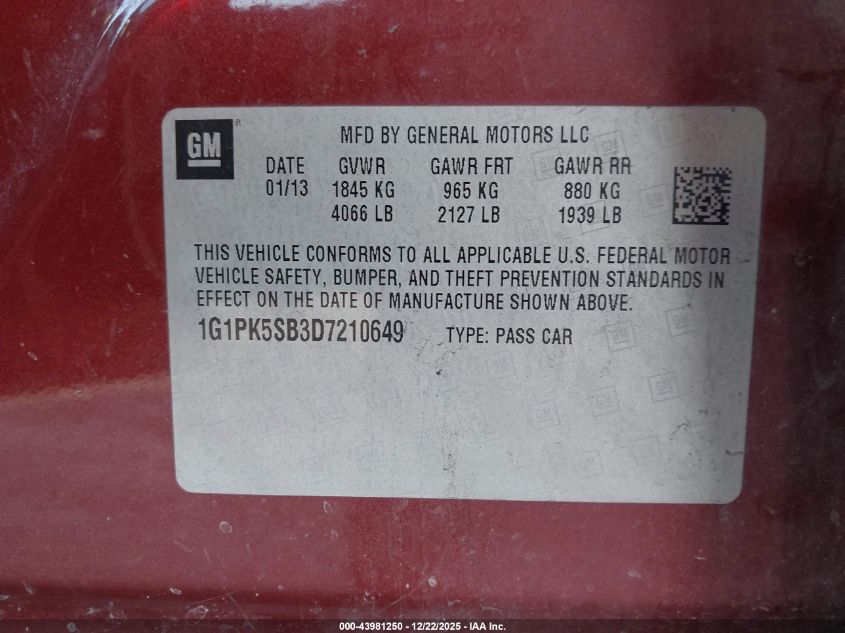 GM
MFD BY GENERAL MOTORS LLC
DATE GVWR GAWR FRT GAWR RR
01/13 1845 KG 965 KG 880 KG
4066 LB 2127 LB 1939 LB
THIS VEHICLE CONFORMS TO ALL APPLICABLE U.S. FEDERAL MOTOR
VEHICLE SAFETY, BUMPER, AND THEFT PREVENTION STANDARDS IN
EFFECT ON THE DATE OF MANUFACTURE SHOWN ABOVE.
1G1PK5SB3D7210649 TYPE: PASS CAR
000-43981250 - 12/22/2025 - IAA Inc.